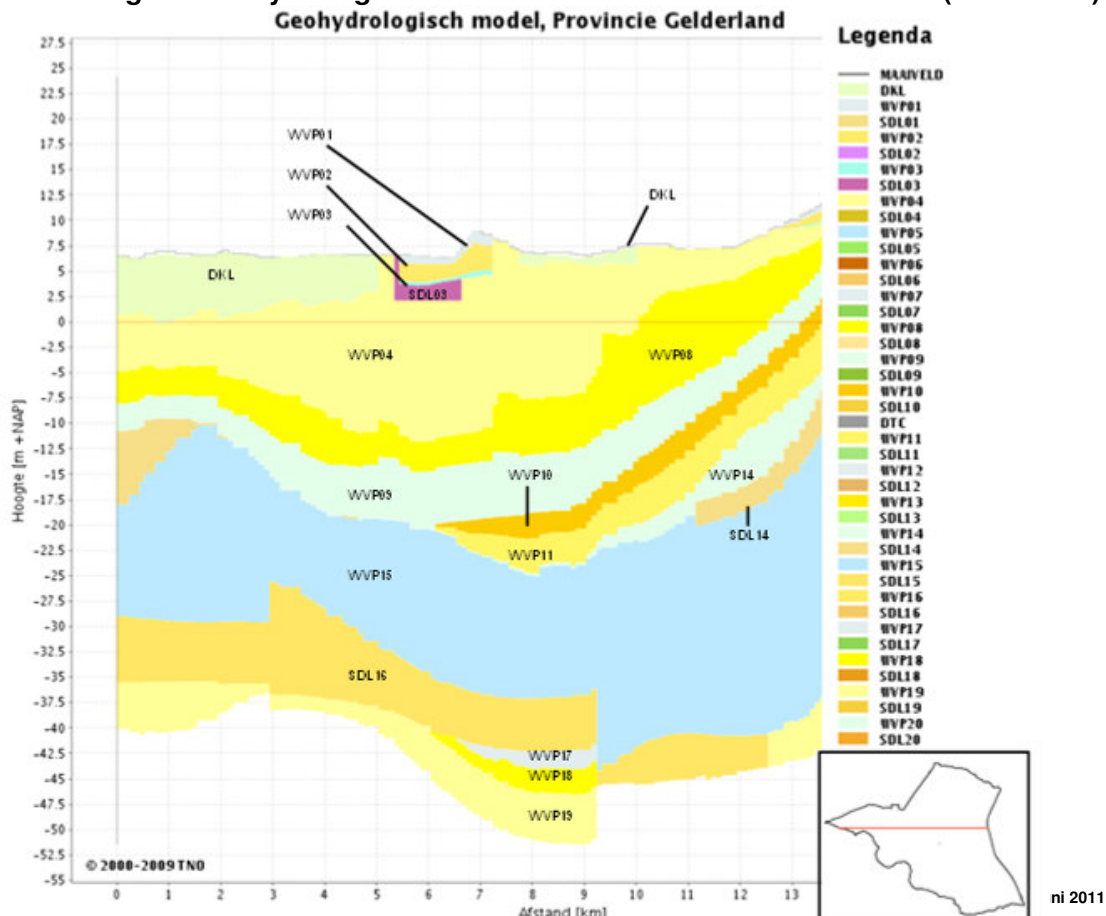 Geohydrologisch model, Provincie Gelderland
Legenda
MAAIVELD
DKL
WVP01
SDL01
WVP02
SDL02
WVP03
SDL03
WVP04
SDL04
WVP05
SDL05
WVP06
SDL06
WVP07
SDL07
WVP08
SDL08
WVP09
SDL09
WVP10
SDL10
DTC
WVP11
SDL11
WVP12
SDL12
WVP13
SDL13
WVP14
SDL14
WVP15
SDL15
WVP16
SDL16
WVP17
SDL17
WVP18
SDL18
WVP19
SDL19
WVP20
SDL20
Hoogte [m +NAP]
27.5
25
22.5
20
17.5
15
12.5
10
7.5
5
2.5
0
-2.5
-5
-7.5
-10
-12.5
-15
-17.5
-20
-22.5
-25
-27.5
-30
-32.5
-35
-37.5
-40
-42.5
-45
-47.5
-50
-52.5
-55
WVP01
WVP02
WVP03
DKL
DKL
SDL03
WVP04
WVP08
WVP10
WVP14
WVP09
SDL14
WVP11
WVP15
SDL16
WVP17
WVP18
WVP19
© 2000-2009 TNO
0 1 2 3 4 5 6 7 8 9 10 11 12 13
Afstand [km]
ni 2011